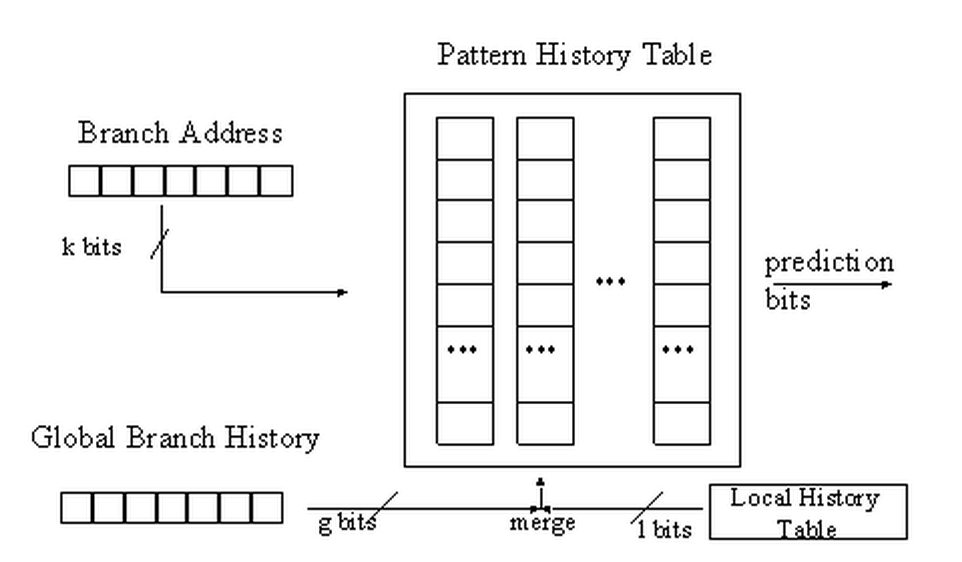 Pattern History Table
Branch Address
k bits
prediction
bits
Global Branch History
g bits
merge
l bits
Local History
Table